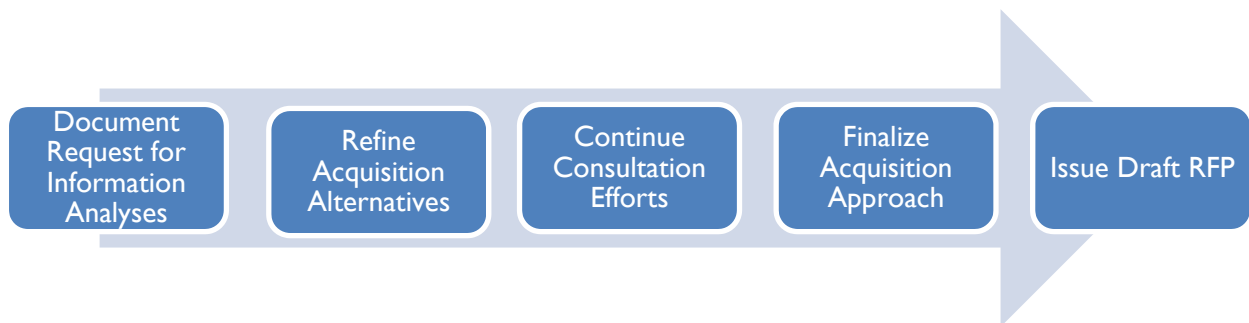 Document
Request for
Information
Analyses
Refine
Acquisition
Alternatives
Continue
Consultation
Efforts
Finalize
Acquisition
Approach
Issue Draft RFP